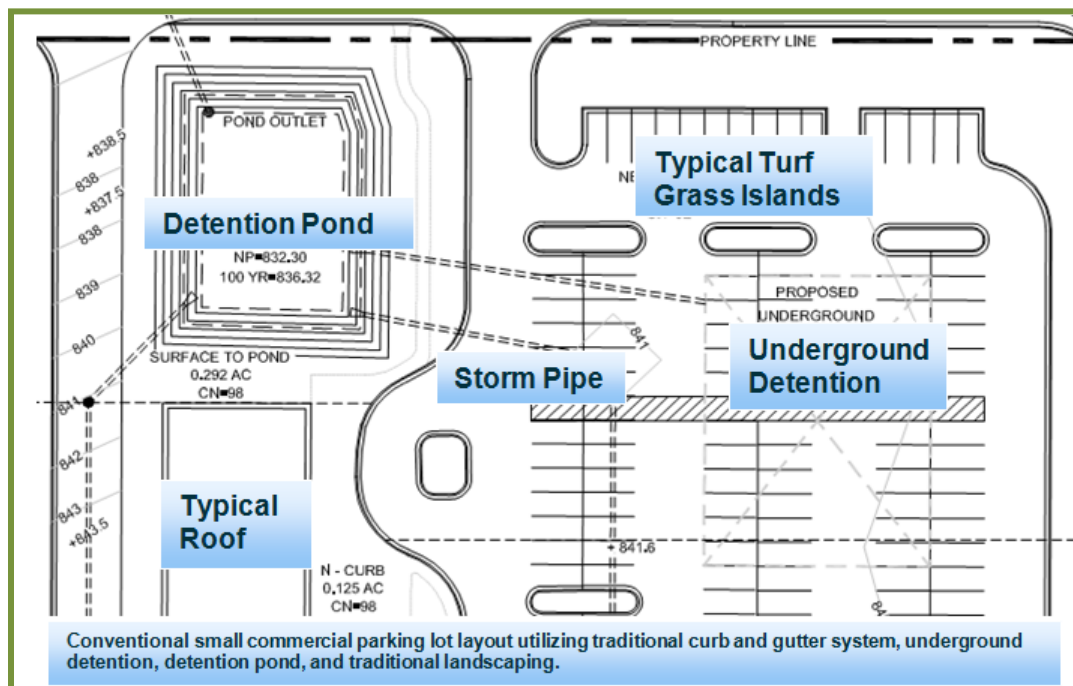 PROPERTY LINE
POND OUTLET
+838.5
838
+837.5
838
839
840
841
842
843
+843.5
Detention Pond
NP=832.30
100 YR=836.32
SURFACE TO POND
0.292 AC
CN=98
Typical Turf
Grass Islands
PROPOSED
UNDERGROUND
841
Storm Pipe
Underground
Detention
Typical
Roof
+ 841.6
N - CURB
0.125 AC
CN=98
Conventional small commercial parking lot layout utilizing traditional curb and gutter system, underground
detention, detention pond, and traditional landscaping.